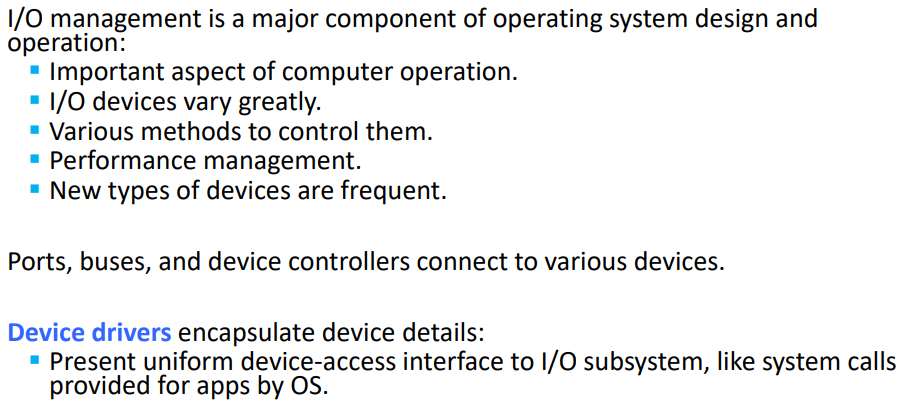 I/O management is a major component of operating system design and
operation:
▪ Important aspect of computer operation.
▪ I/O devices vary greatly.
▪ Various methods to control them.
▪ Performance management.
▪ New types of devices are frequent.
Ports, buses, and device controllers connect to various devices.
Device drivers encapsulate device details:
▪ Present uniform device-access interface to I/O subsystem, like system calls
provided for apps by OS.